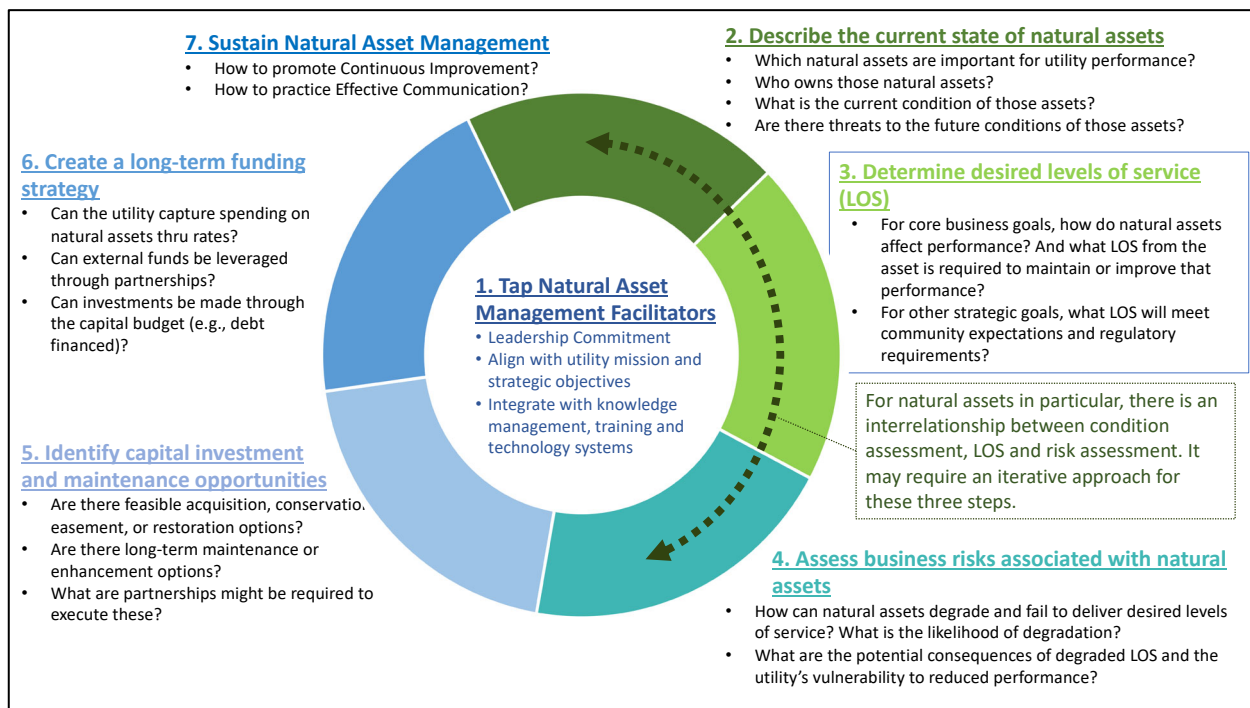 7. Sustain Natural Asset Management
• How to promote Continuous Improvement?
• How to practice Effective Communication?
2. Describe the current state of natural assets
• Which natural assets are important for utility performance?
• Who owns those natural assets?
• What is the current condition of those assets?
• Are there threats to the future conditions of those assets?
6. Create a long-term funding
strategy
• Can the utility capture spending on
natural assets thru rates?
• Can external funds be leveraged
through partnerships?
• Can investments be made through
the capital budget (e.g., debt
financed)?
3. Determine desired levels of service
(LOS)
• For core business goals, how do natural assets
affect performance? And what LOS from the
asset is required to maintain or improve that
performance?
• For other strategic goals, what LOS will meet
community expectations and regulatory
requirements?
1. Tap Natural Asset
Management Facilitators
• Leadership Commitment
• Align with utility mission and
strategic objectives
• Integrate with knowledge
management, training and
technology systems
For natural assets in particular, there is an
interrelationship between condition
assessment, LOS and risk assessment. It
may require an iterative approach for
these three steps.
5. Identify capital investment
and maintenance opportunities
• Are there feasible acquisition, conservation
easement, or restoration options?
• Are there long-term maintenance or
enhancement options?
• What are partnerships might be required to
execute these?
4. Assess business risks associated with natural
assets
• How can natural assets degrade and fail to deliver desired levels
of service? What is the likelihood of degradation?
• What are the potential consequences of degraded LOS and the
utility's vulnerability to reduced performance?